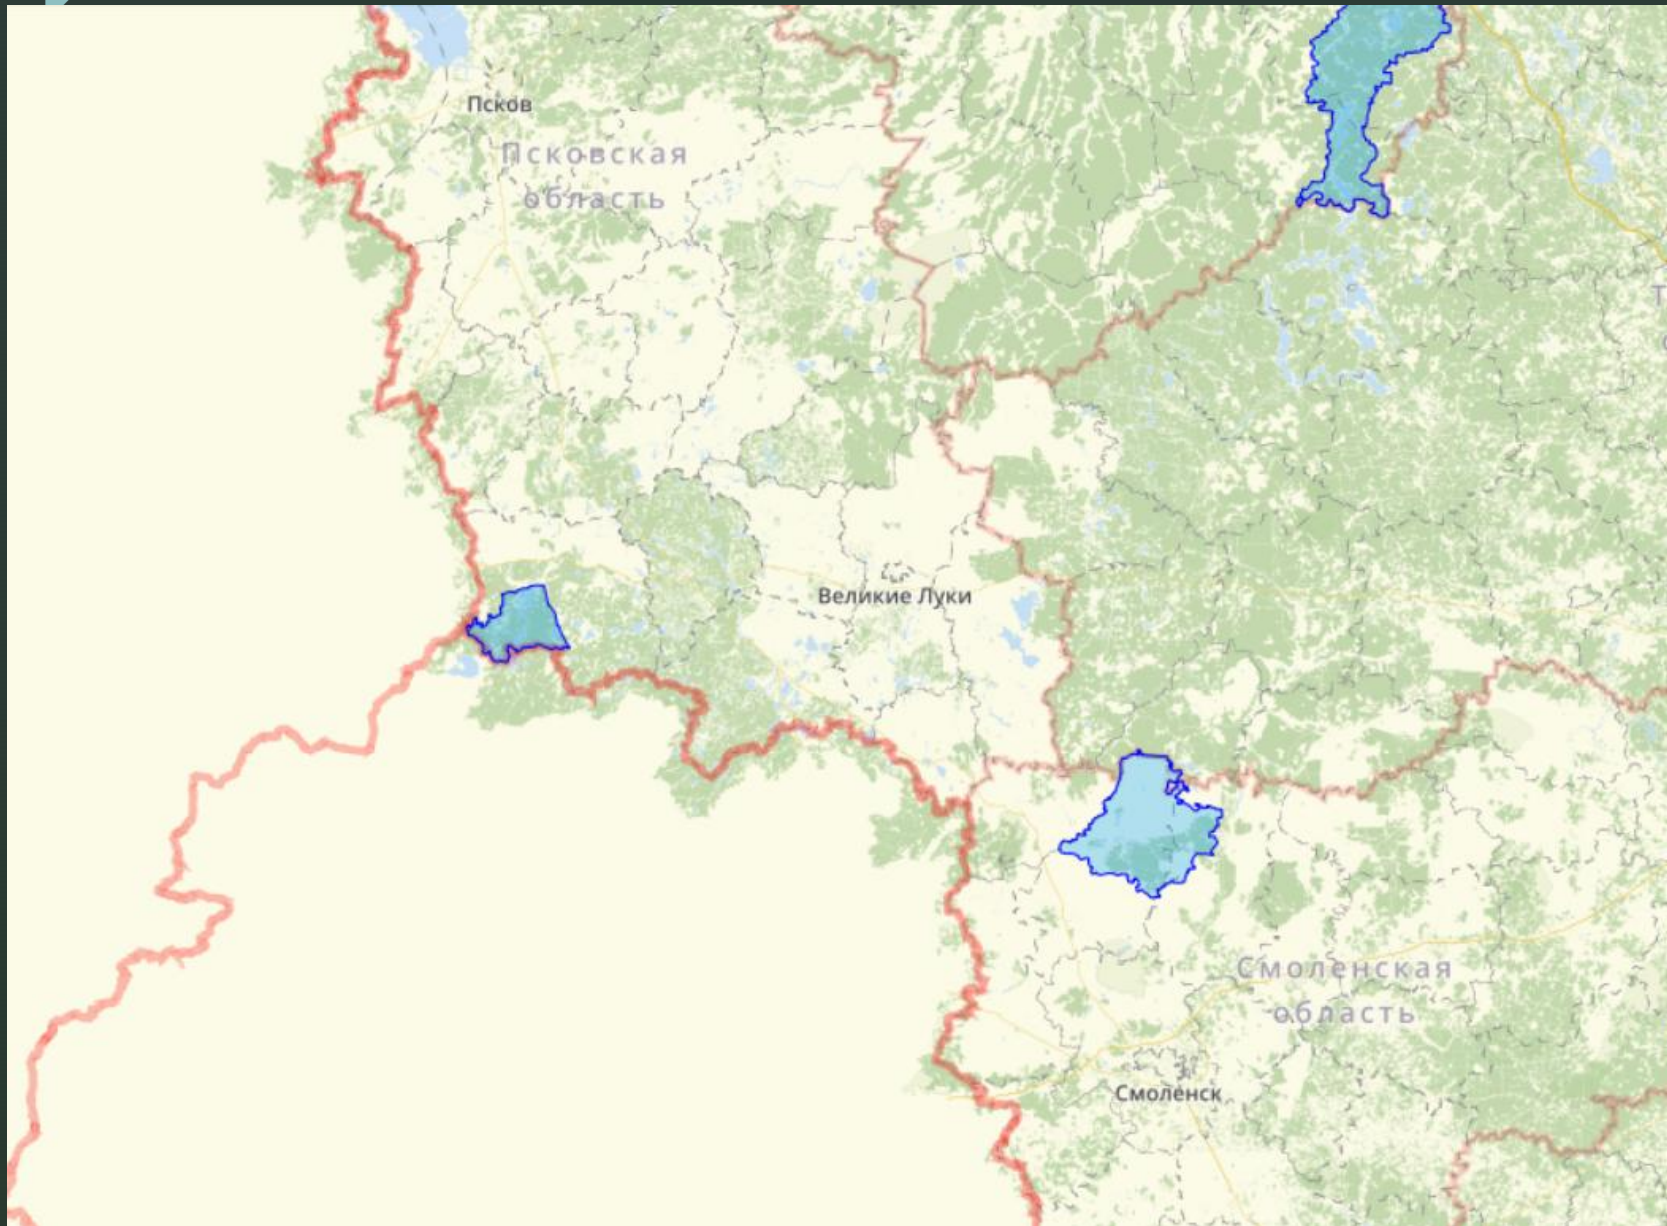 Псков
Псковская
область
Великие Луки
Смоленская
область
Смоленск